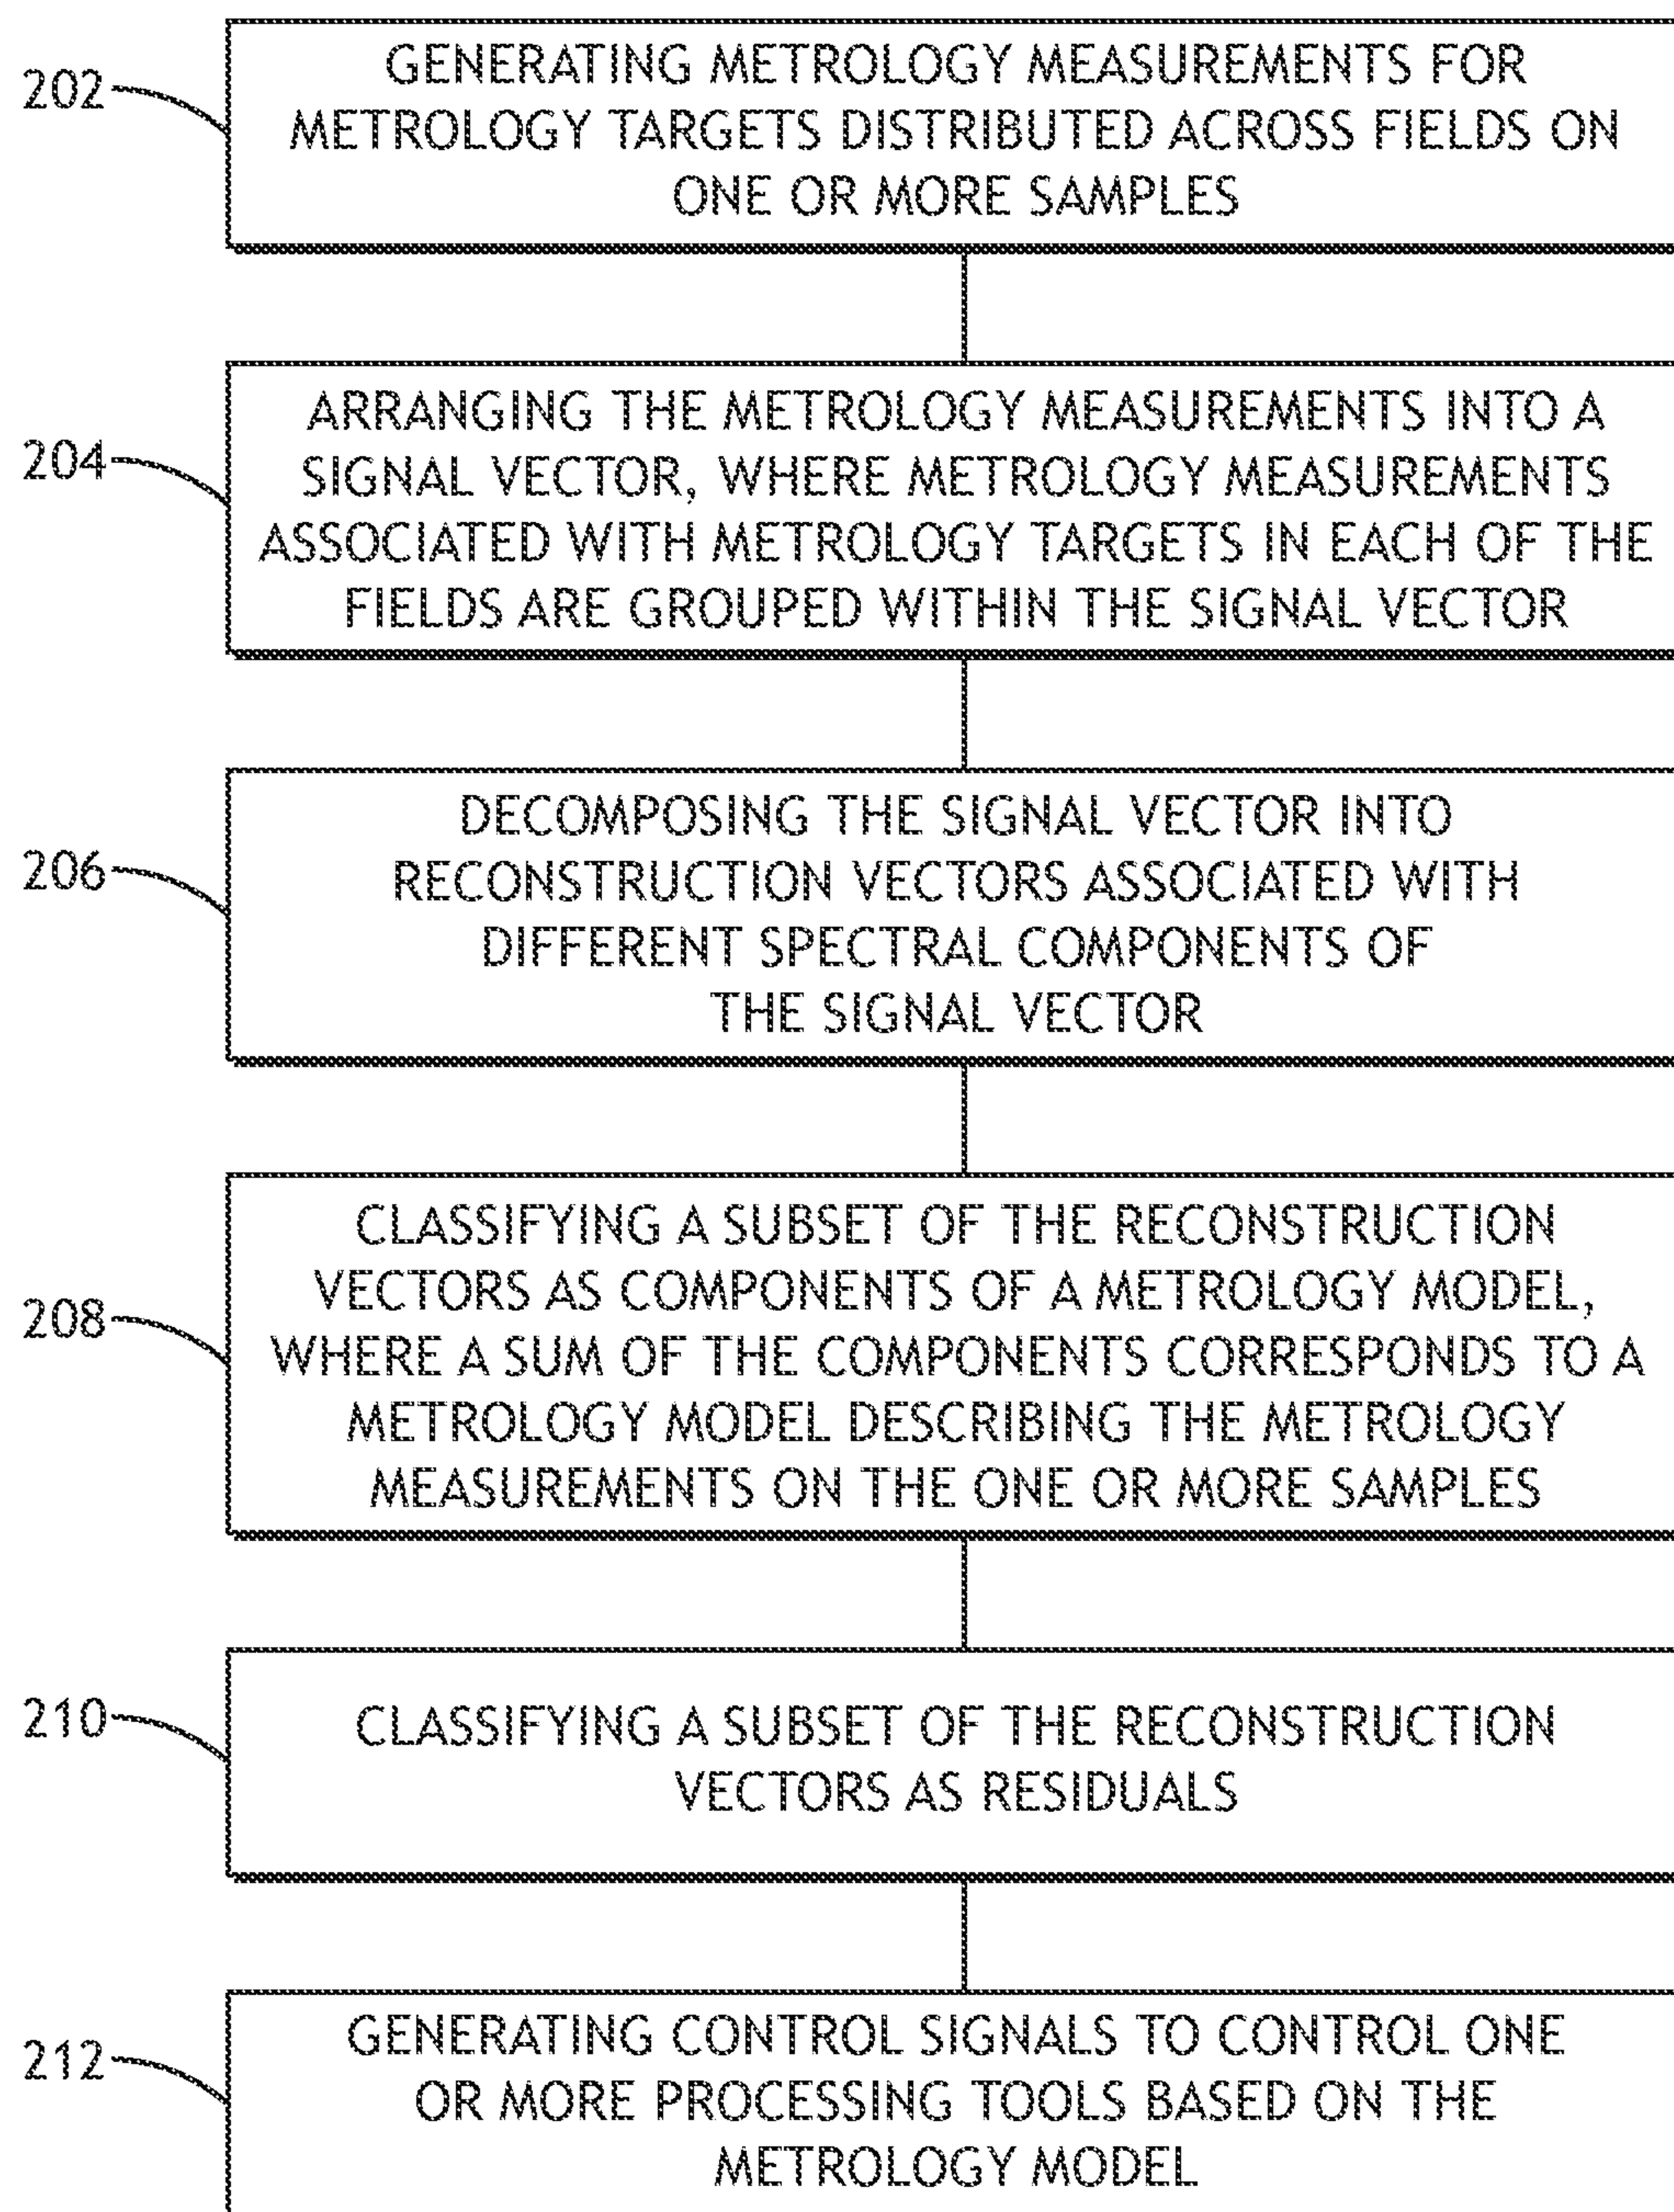 202
GENERATING METROLOGY MEASUREMENTS FOR
METROLOGY TARGETS DISTRIBUTED ACROSS FIELDS ON
ONE OR MORE SAMPLES
204
ARRANGING THE METROLOGY MEASUREMENTS INTO A
SIGNAL VECTOR, WHERE METROLOGY MEASUREMENTS
ASSOCIATED WITH METROLOGY TARGETS IN EACH OF THE
FIELDS ARE GROUPED WITHIN THE SIGNAL VECTOR
206
DECOMPOSING THE SIGNAL VECTOR INTO
RECONSTRUCTION VECTORS ASSOCIATED WITH
DIFFERENT SPECTRAL COMPONENTS OF
THE SIGNAL VECTOR
208
CLASSIFYING A SUBSET OF THE RECONSTRUCTION
VECTORS AS COMPONENTS OF A METROLOGY MODEL,
WHERE A SUM OF THE COMPONENTS CORRESPONDS TO A
METROLOGY MODEL DESCRIBING THE METROLOGY
MEASUREMENTS ON THE ONE OR MORE SAMPLES
210
CLASSIFYING A SUBSET OF THE RECONSTRUCTION
VECTORS AS RESIDUALS
212
GENERATING CONTROL SIGNALS TO CONTROL ONE
OR MORE PROCESSING TOOLS BASED ON THE
METROLOGY MODEL